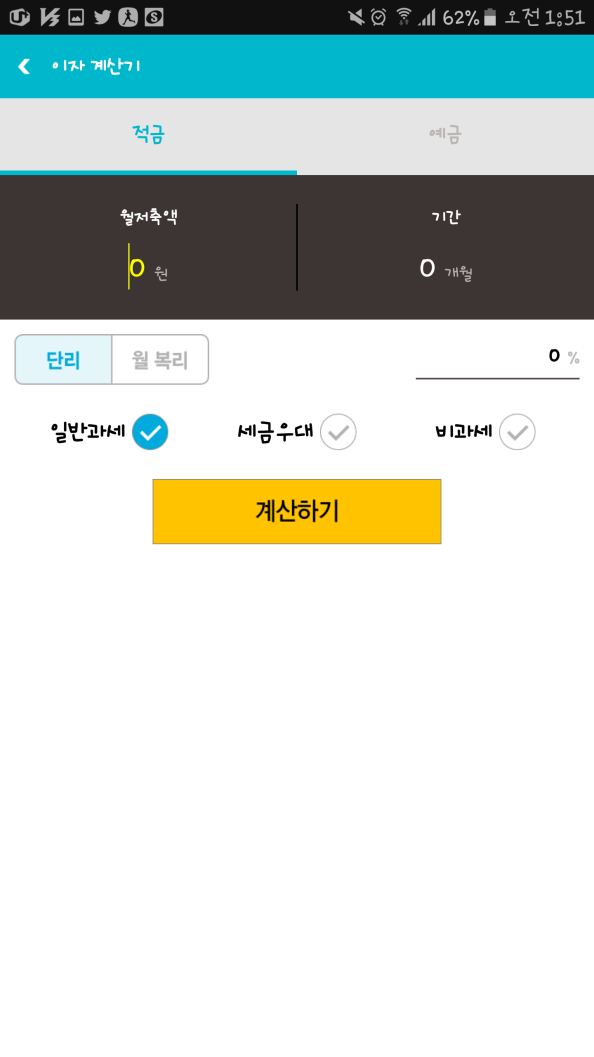 62% 오전 1:51
이자 계산기
적금 예금
월저축액 기간
0 원 0 개월
단리 월 복리 0 %
일반과세 세금우대 비과세
계산하기